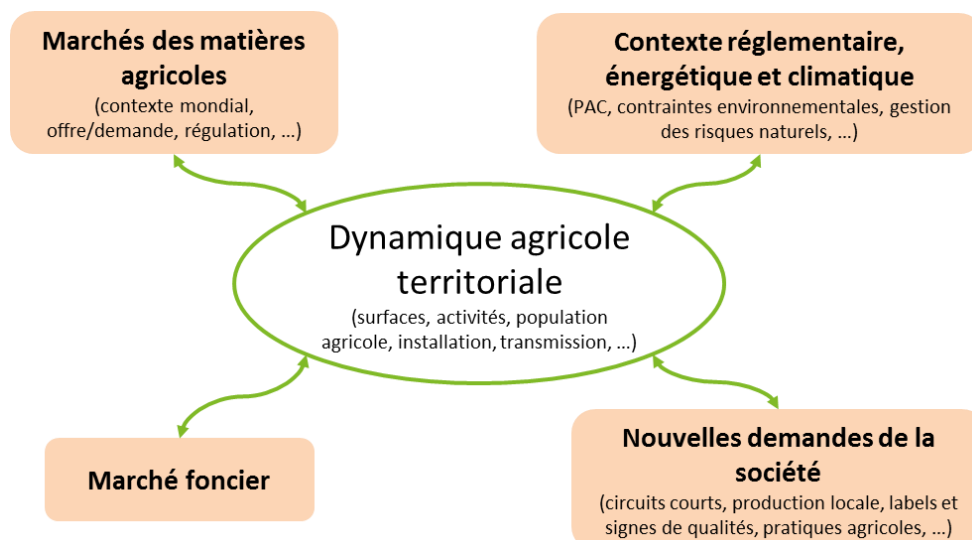 Marchés des matières
agricoles
(contexte mondial,
offre/demande, régulation, ...)
Contexte réglementaire,
énergétique et climatique
(PAC, contraintes environnementales, gestion
des risques naturels, ...)
Dynamique agricole
territoriale
(surfaces, activités, population
agricole, installation, transmission, ...)
Marché foncier
Nouvelles demandes de la
société
(circuits courts, production locale, labels et
signes de qualités, pratiques agricoles, ...)